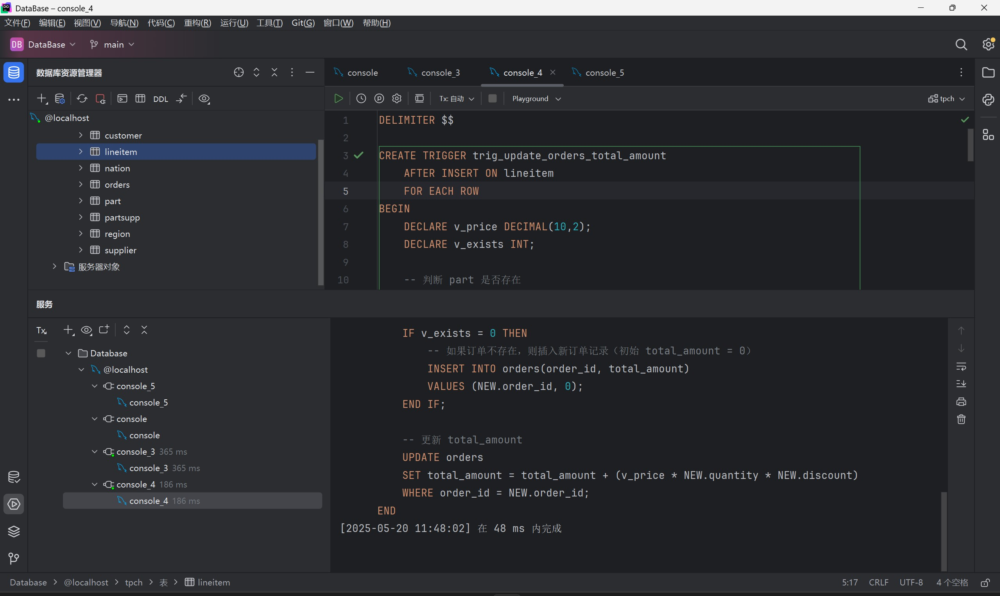 DataBase – console_4
文件(F) 编辑(E) 视图(V) 导航(N) 代码(C) 重构(R) 运行(U) 工具(T) Git(G) 窗口(W) 帮助(H)
DB DataBase main
数据库资源管理器
DDL
@localhost
customer
lineitem
nation
orders
part
partsupp
region
supplier
服务器对象
console console_3 console_4 console_5
Tx: 自动 Playground tpch
1 DELIMITER $$
2
3 CREATE TRIGGER trig_update_orders_total_amount
4 AFTER INSERT ON lineitem
5 FOR EACH ROW
6 BEGIN
7 DECLARE v_price DECIMAL(10,2);
8 DECLARE v_exists INT;
9
10 -- 判断 part 是否存在
服务
Tx
Database
@localhost
console_5
console_5
console
console
console_3 365 ms
console_3 365 ms
console_4 186 ms
console_4 186 ms
IF v_exists = 0 THEN
-- 如果订单不存在，则插入新订单记录（初始 total_amount = 0）
INSERT INTO orders(order_id, total_amount)
VALUES (NEW.order_id, 0);
END IF;
-- 更新 total_amount
UPDATE orders
SET total_amount = total_amount + (v_price * NEW.quantity * NEW.discount)
WHERE order_id = NEW.order_id;
END
[2025-05-20 11:48:02] 在 48 ms 内完成
Database > @localhost > tpch > 表 > lineitem
5:17 CRLF UTF-8 4 个空格